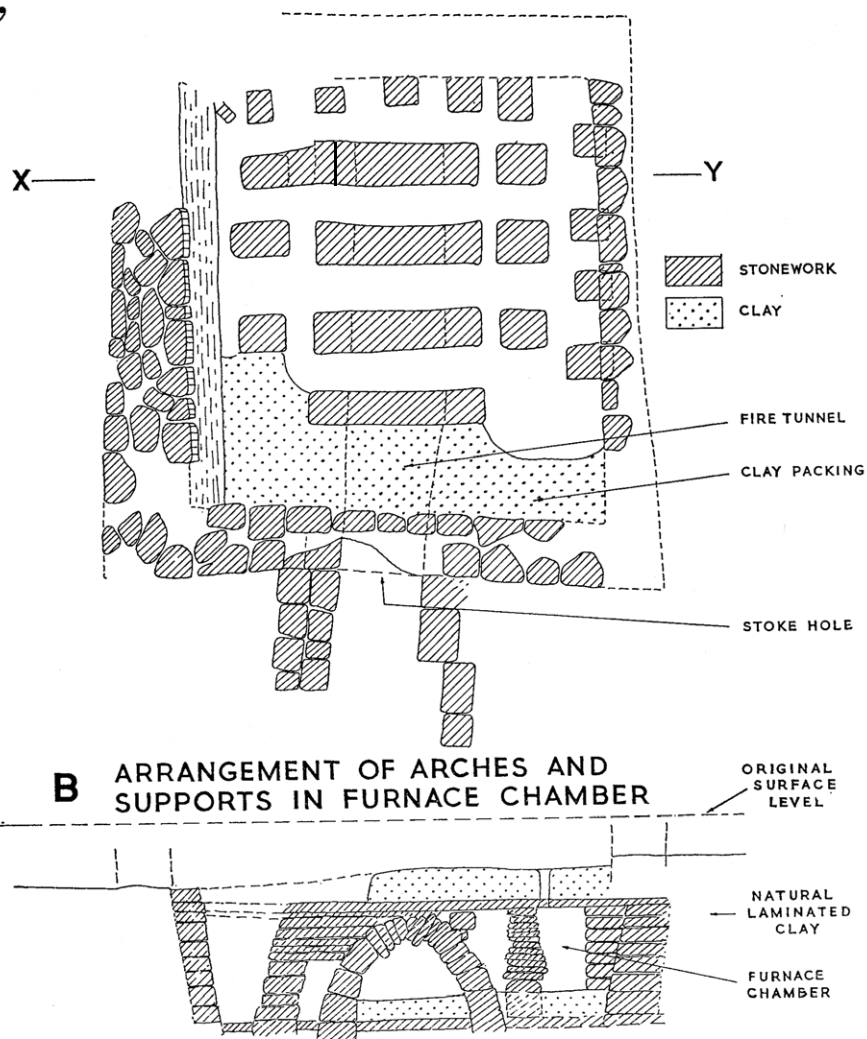 X
Y
STONEWORK
CLAY
FIRE TUNNEL
CLAY PACKING
STOKE HOLE
B ARRANGEMENT OF ARCHES AND
SUPPORTS IN FURNACE CHAMBER
ORIGINAL
SURFACE
LEVEL
NATURAL
LAMINATED
CLAY
FURNACE
CHAMBER